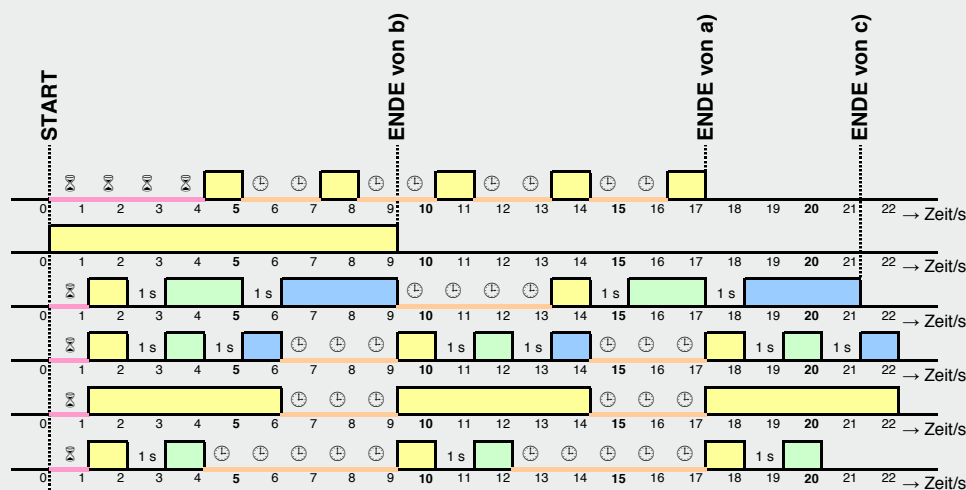 START
ENDE von b)
ENDE von a)
ENDE von c)
0 1 2 3 4 5 6 7 8 9 10 11 12 13 14 15 16 17 18 19 20 21 22 → Zeit/s
0 1 2 3 4 5 6 7 8 9 10 11 12 13 14 15 16 17 18 19 20 21 22 → Zeit/s
1 s 1 s 1 s 1 s
0 1 2 3 4 5 6 7 8 9 10 11 12 13 14 15 16 17 18 19 20 21 22 → Zeit/s
1 s 1 s 1 s 1 s 1 s 1 s
0 1 2 3 4 5 6 7 8 9 10 11 12 13 14 15 16 17 18 19 20 21 22 → Zeit/s
0 1 2 3 4 5 6 7 8 9 10 11 12 13 14 15 16 17 18 19 20 21 22 → Zeit/s
1 s 1 s 1 s
0 1 2 3 4 5 6 7 8 9 10 11 12 13 14 15 16 17 18 19 20 21 22 → Zeit/s